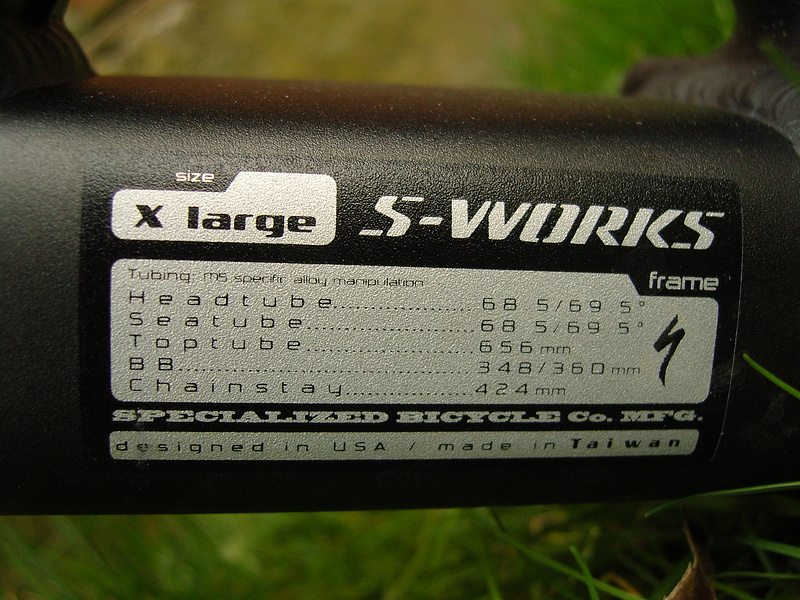 size
X large
S-WORKS
frame
Tubing: M5 specific alloy manipulation
Headtube.....................68.5/69.5°
Seatube.........................68.5/69.5°
Toptube.........................656mm
BB..........................................348/360mm
Chainstay...................424mm
SPECIALIZED BICYCLE Co. MFG.
designed in USA / made in Taiwan